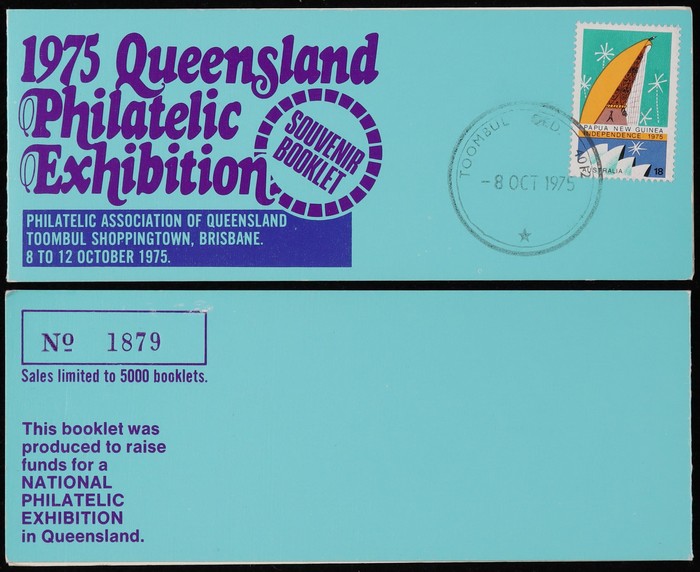 1975 Queensland
Philatelic
Exhibition
SOUVENIR
BOOKLET
PHILATELIC ASSOCIATION OF QUEENSLAND
TOOMBUL SHOPPINGTOWN, BRISBANE.
8 TO 12 OCTOBER 1975.
TOOMBUL QLD. 4012
-8 OCT 1975
PAPUA NEW GUINEA
INDEPENDENCE 1975
AUSTRALIA 18
Nº 1879
Sales limited to 5000 booklets.
This booklet was
produced to raise
funds for a
NATIONAL
PHILATELIC
EXHIBITION
in Queensland.